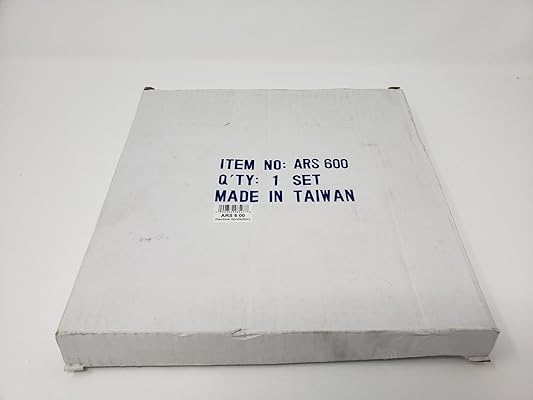 ITEM NO: ARS 600
Q'TY: 1 SET
MADE IN TAIWAN
ARS 6 00